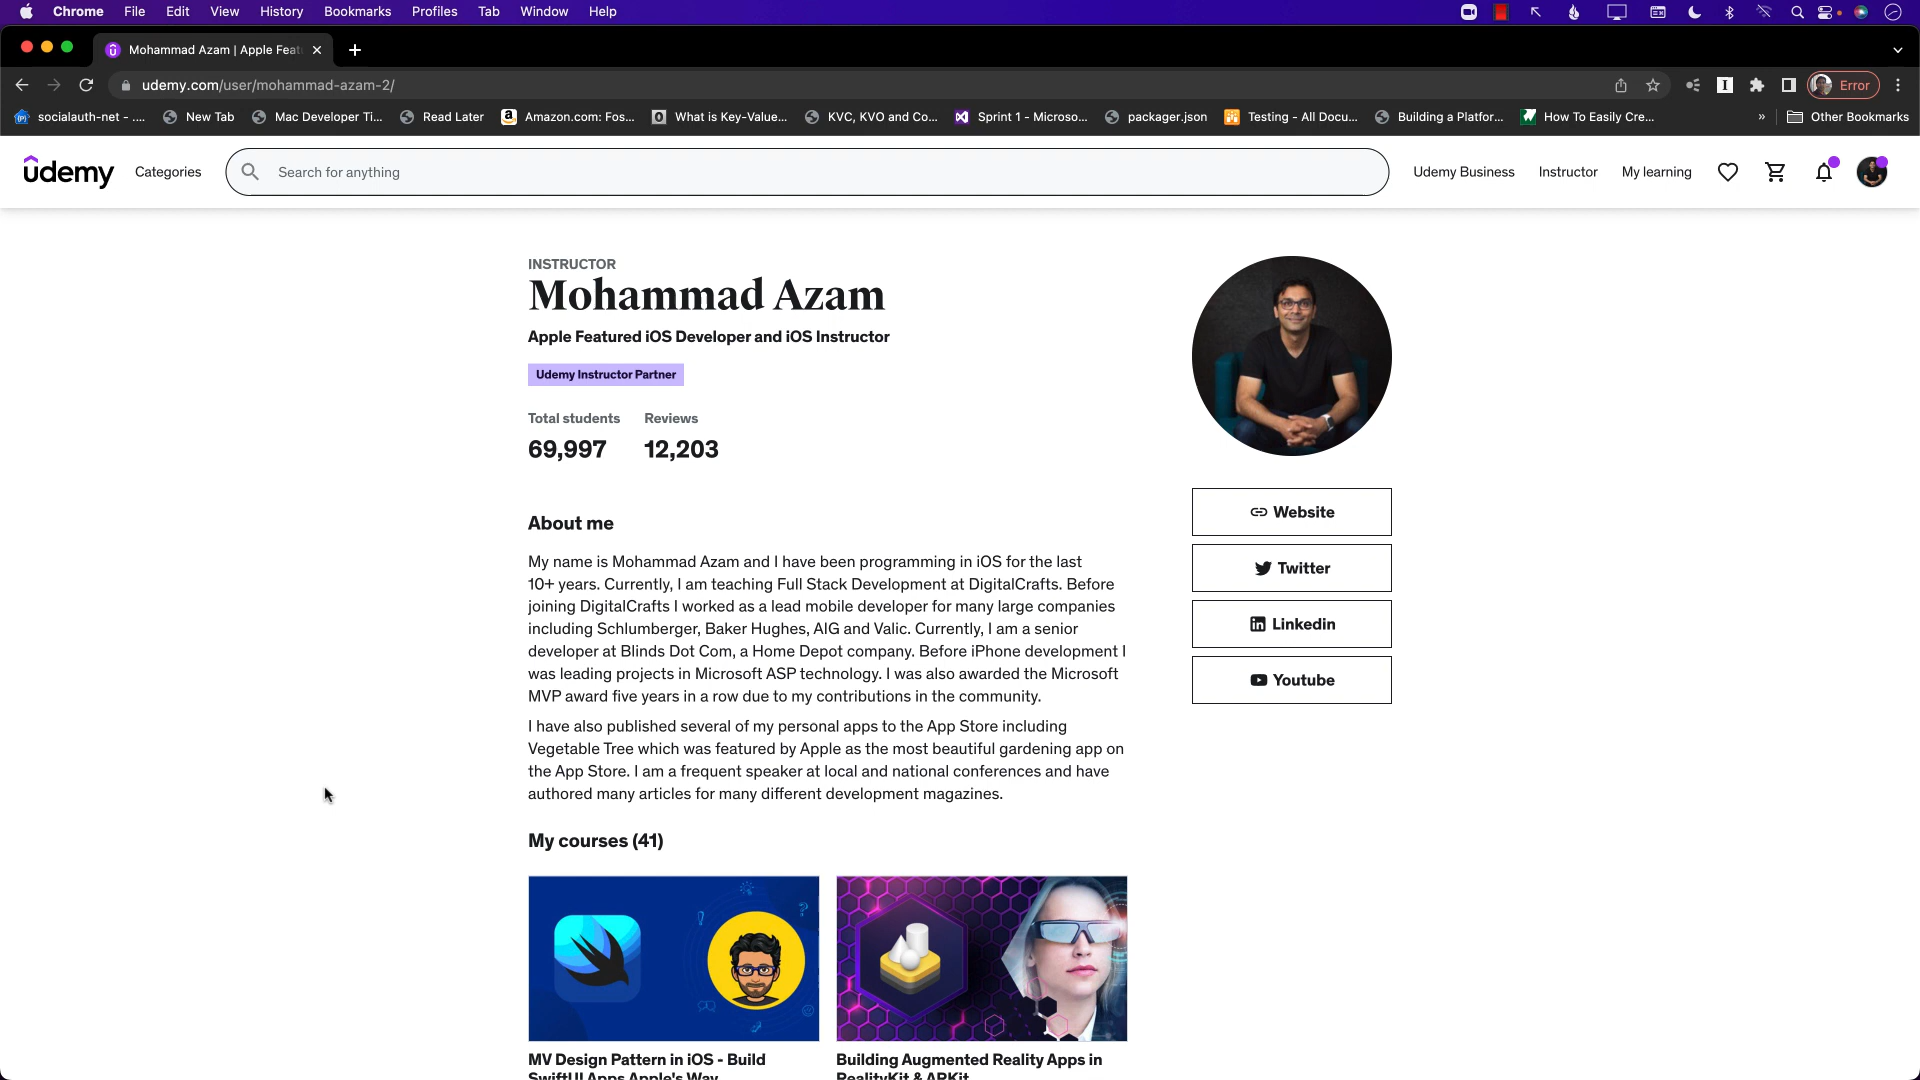 Chrome File Edit View History Bookmarks Profiles Tab Window Help
Mohammad Azam | Apple Feat
udemy.com/user/mohammad-azam-2/
Error
socialauth-net - .... New Tab Mac Developer Ti... Read Later Amazon.com: Fos... What is Key-Value... KVC, KVO and Co... Sprint 1 - Microso... packager.json Testing - All Docu... Building a Platfor... How To Easily Cre... » Other Bookmarks
ûdemy Categories Search for anything Udemy Business Instructor My learning
INSTRUCTOR
Mohammad Azam
Apple Featured iOS Developer and iOS Instructor
Udemy Instructor Partner
Total students Reviews
69,997 12,203
About me
My name is Mohammad Azam and I have been programming in iOS for the last
10+ years. Currently, I am teaching Full Stack Development at DigitalCrafts. Before
joining DigitalCrafts I worked as a lead mobile developer for many large companies
including Schlumberger, Baker Hughes, AIG and Valic. Currently, I am a senior
developer at Blinds Dot Com, a Home Depot company. Before iPhone development I
was leading projects in Microsoft ASP technology. I was also awarded the Microsoft
MVP award five years in a row due to my contributions in the community.
I have also published several of my personal apps to the App Store including
Vegetable Tree which was featured by Apple as the most beautiful gardening app on
the App Store. I am a frequent speaker at local and national conferences and have
authored many articles for many different development magazines.
Website
Twitter
Linkedin
Youtube
My courses (41)
MV Design Pattern in iOS - Build
SwiftUI Apps Apple's Way
Building Augmented Reality Apps in
RealityKit & ARKit